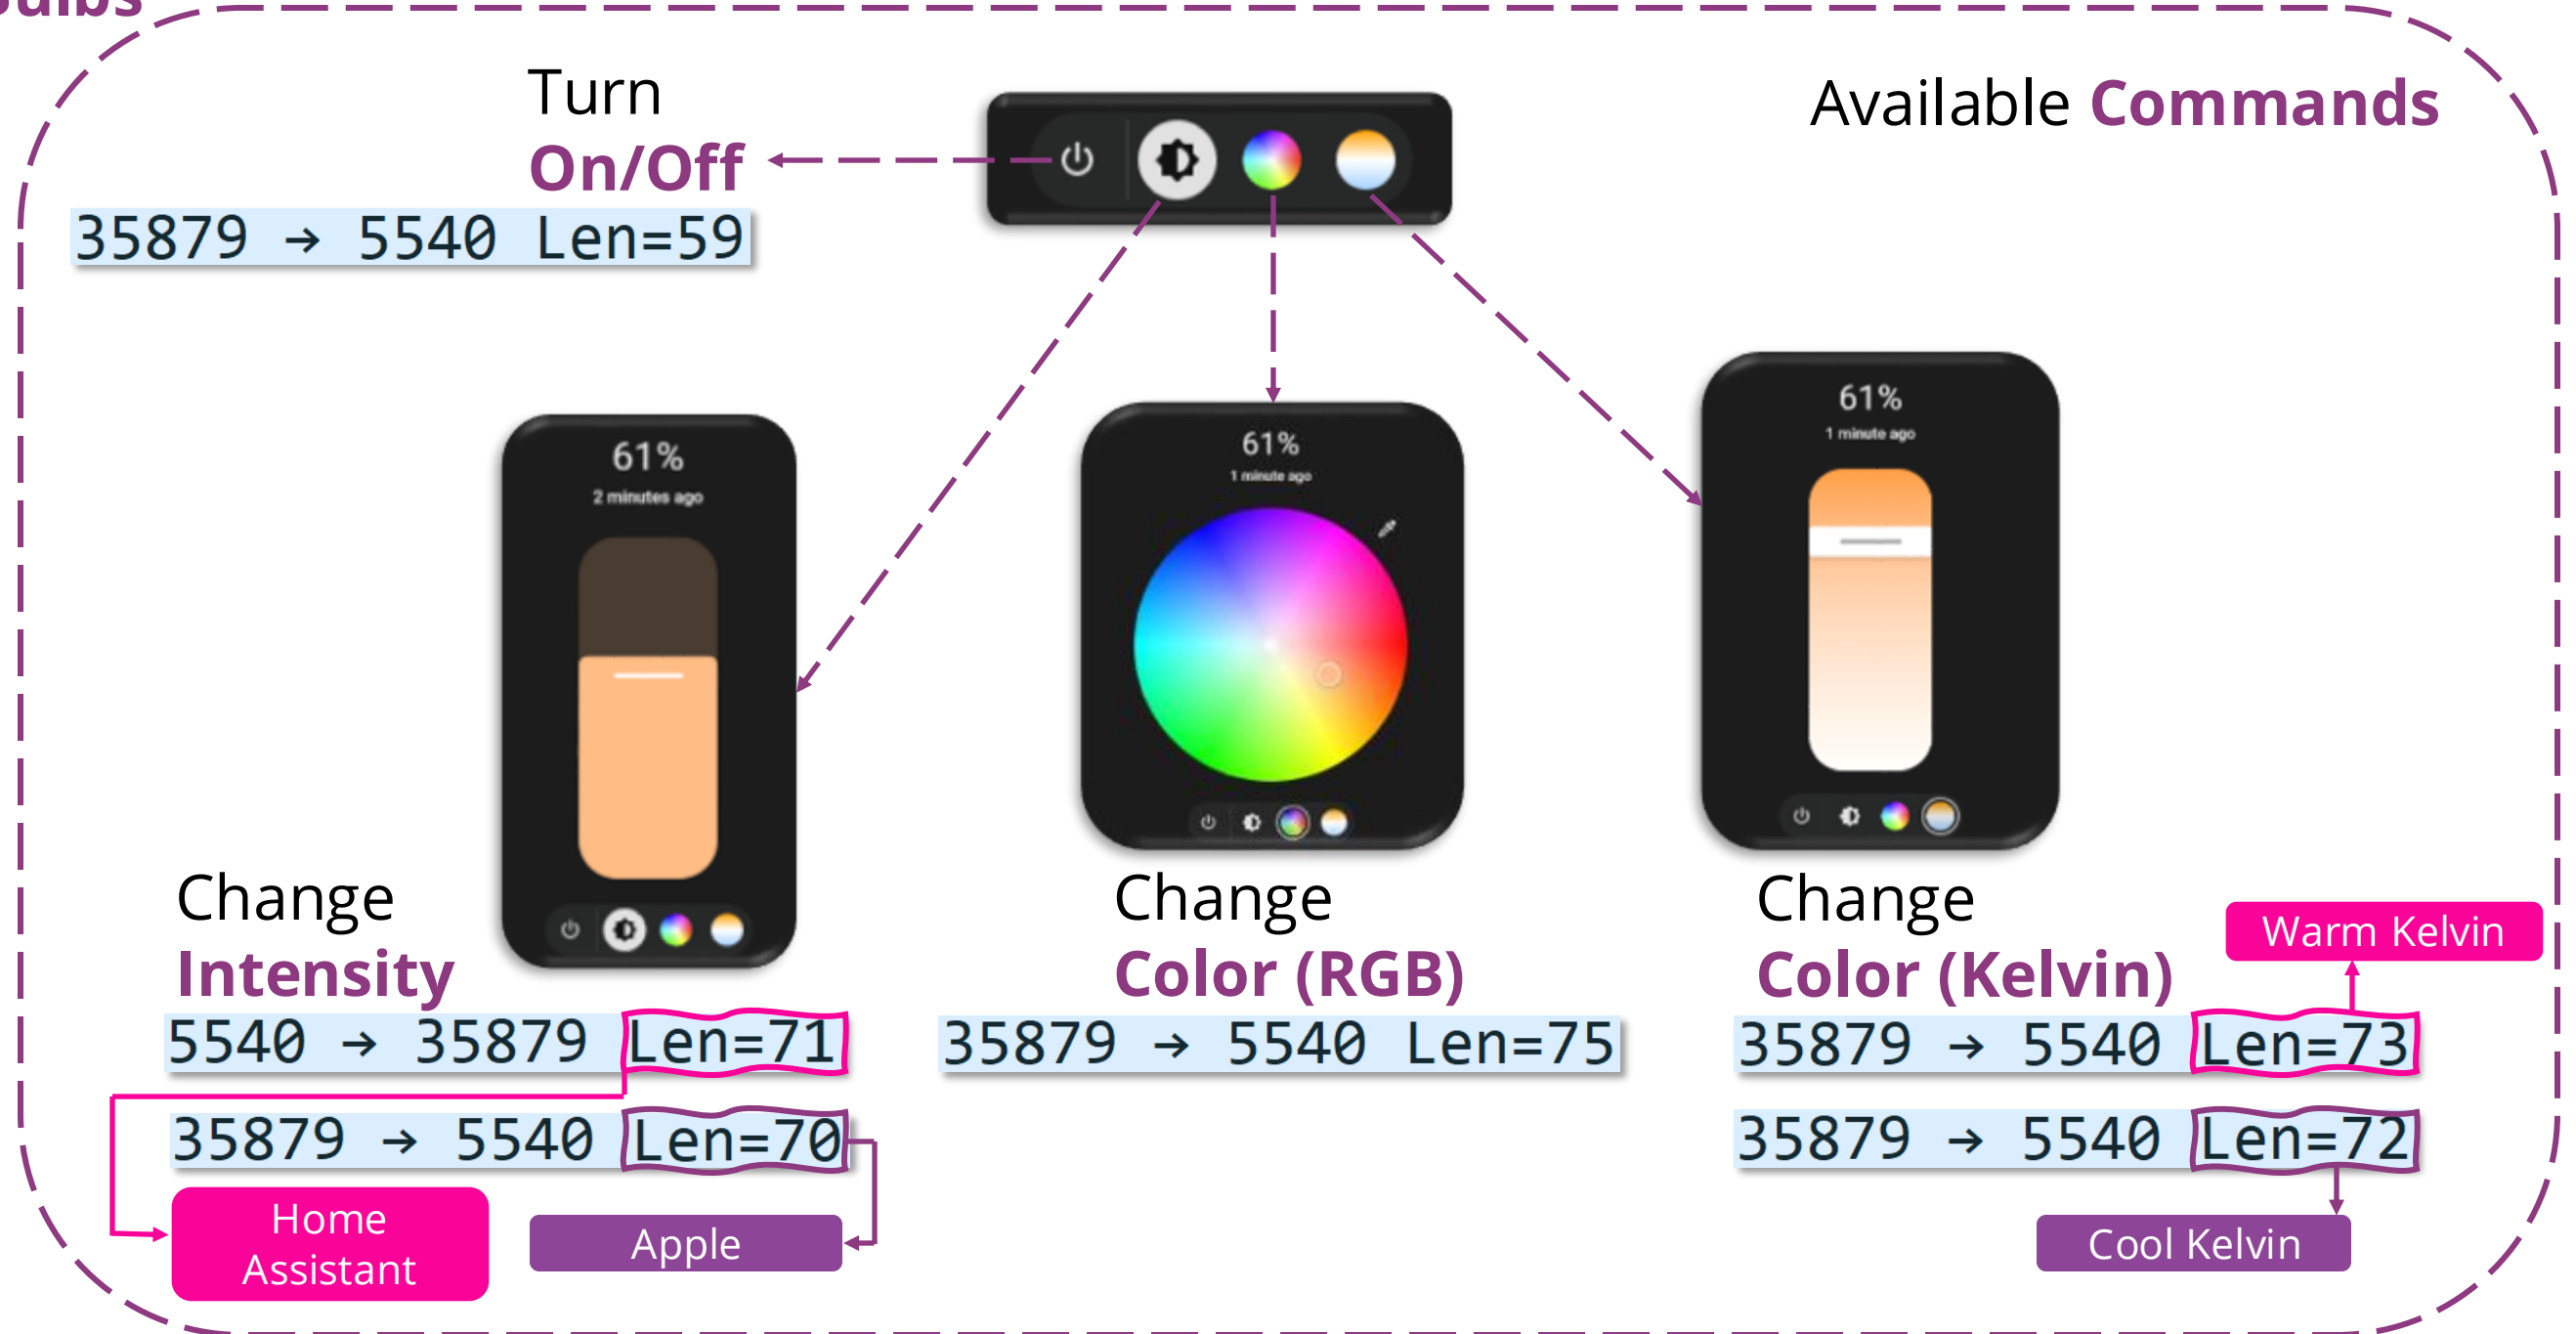 Bulbs
Turn
On/Off
35879 → 5540 Len=59
Available Commands
61%
2 minutes ago
61%
1 minute ago
61%
1 minute ago
Change
Intensity
5540 → 35879 Len=71
35879 → 5540 Len=70
Home
Assistant
Apple
Change
Color (RGB)
35879 → 5540 Len=75
Change
Color (Kelvin)
Warm Kelvin
35879 → 5540 Len=73
35879 → 5540 Len=72
Cool Kelvin